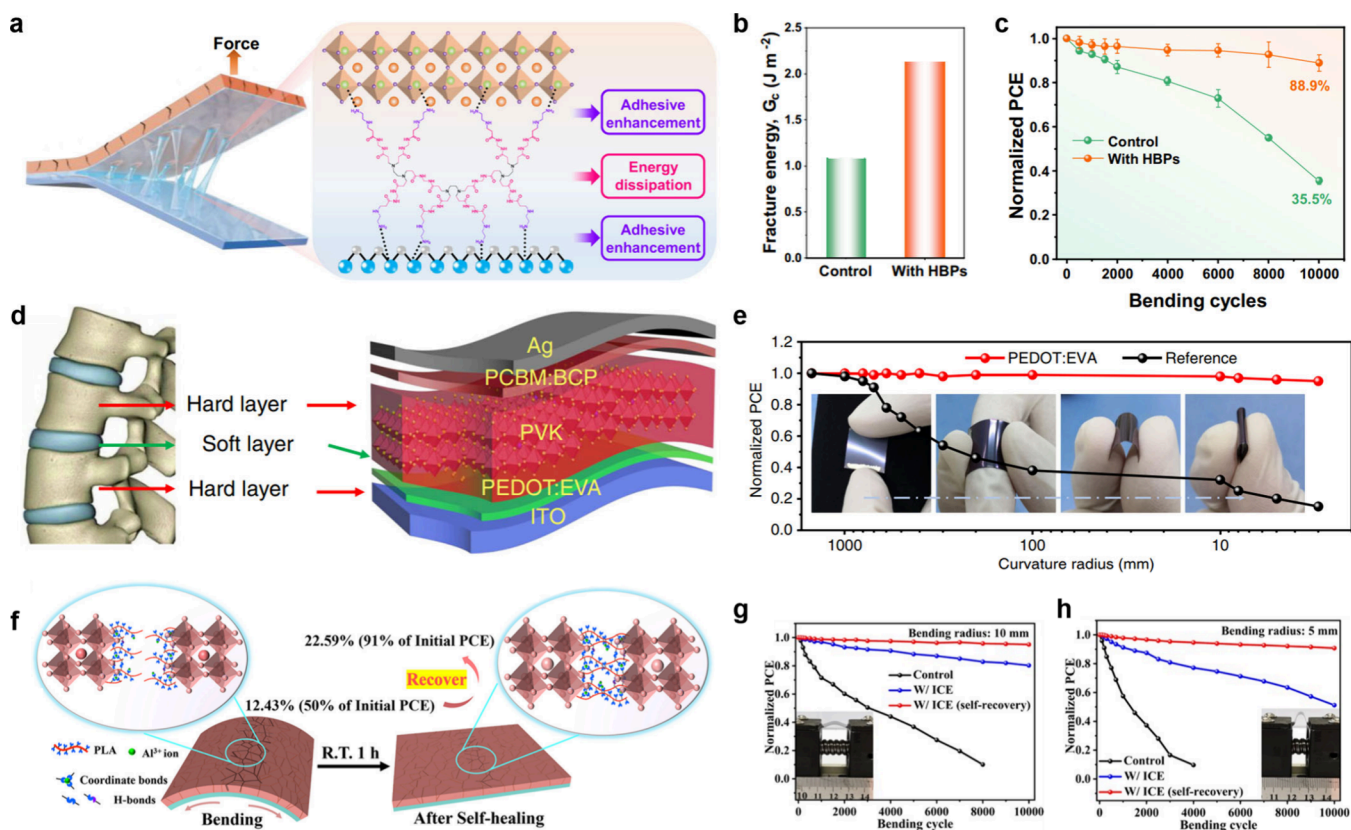 a
Force
Adhesive
enhancement
Energy
dissipation
Adhesive
enhancement
b
Fracture energy, Gc (J m -2)
2.5
2.0
1.5
1.0
0.5
0.0
Control
With HBPs
c
Normalized PCE
1.0
0.8
0.6
0.4
0.2
0.0
88.9%
Control
With HBPs
35.5%
0
2000
4000
6000
8000
10000
Bending cycles
d
Hard layer
Soft layer
Hard layer
Ag
PCBM:BCP
PVK
PEDOT:EVA
ITO
e
Normalized PCE
1.2
1.0
0.8
0.6
0.4
0.2
0.0
PEDOT:EVA
Reference
1000
100
10
Curvature radius (mm)
f
22.59% (91% of Initial PCE)
Recover
12.43% (50% of Initial PCE)
PLA
Al3+ ion
Coordinate bonds
H-bonds
R.T. 1 h
Bending
After Self-healing
g
Normalized PCE
1.0
0.8
0.6
0.4
0.2
0.0
Bending radius: 10 mm
Control
W/ ICE
W/ ICE (self-recovery)
10 11 12 13 14
0
2000
4000
6000
8000
10000
Bending cycle
h
Normalized PCE
1.0
0.8
0.6
0.4
0.2
0.0
Bending radius: 5 mm
Control
W/ ICE
W/ ICE (self-recovery)
11 12 13 14
0
2000
4000
6000
8000
10000
Bending cycle